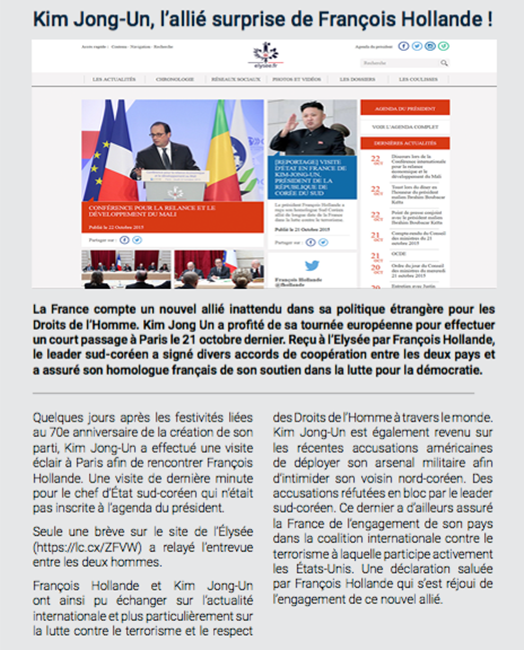 Kim Jong-Un, l’allié surprise de François Hollande !
Accès rapide : Contenu - Navigation - Recherche
Agenda du président
elysee.fr
Recherche
LES ACTUALITÉS CHRONOLOGIE RÉSEAUX SOCIAUX PHOTOS ET VIDÉOS LES DOSSIERS LES COULISSES
CONFÉRENCE POUR LA RELANCE ET LE
DÉVELOPPEMENT DU MALI
Publié le 22 Octobre 2015
Partager sur :
[REPORTAGE] VISITE
D'ÉTAT EN FRANCE DE
KIM-JONG-UN,
PRÉSIDENT DE LA
RÉPUBLIQUE DE
CORÉE DU SUD
Le président François Hollande a
reçu son homologue Sud-Coréen
afin de longue date de la France
dans la lutte contre le terrorisme.
Publié le 21 Octobre 2015
Partager sur :
François Hollande
@fhollande
AGENDA DU PRÉSIDENT
VOIR L'AGENDA COMPLET
DERNIÈRES ACTUALITÉS
22
OCT
Discours lors de la
Conférence internationale
pour la relance
économique et le
développement du Mali
22
OCT
Toast lors du dîner en
l'honneur du président
malien Ibrahim Boubacar
Keïta
22
OCT
Point de presse conjoint
avec le président malien
Ibrahim Boubacar Keïta
21
OCT
Compte-rendu du Conseil
des ministres du 21
octobre 2015
21
OCT
OCDE
20
OCT
Ordre du jour du Conseil
des ministres du mercredi
21 octobre 2015
Entretien avec Justin
La France compte un nouvel allié inattendu dans sa politique étrangère pour les
Droits de l’Homme. Kim Jong Un a profité de sa tournée européenne pour effectuer
un court passage à Paris le 21 octobre dernier. Reçu à l’Elysée par François Hollande,
le leader sud-coréen a signé divers accords de coopération entre les deux pays et
a assuré son homologue français de son soutien dans la lutte pour la démocratie.
Quelques jours après les festivités liées
au 70e anniversaire de la création de son
parti, Kim Jong-Un a effectué une visite
éclair à Paris afin de rencontrer François
Hollande. Une visite de dernière minute
pour le chef d’État sud-coréen qui n’était
pas inscrite à l’agenda du président.
Seule une brève sur le site de l’Élysée
(https://lc.cx/ZFVW) a relayé l’entrevue
entre les deux hommes.
François Hollande et Kim Jong-Un
ont ainsi pu échanger sur l’actualité
internationale et plus particulièrement sur
la lutte contre le terrorisme et le respect
des Droits de l’Homme à travers le monde.
Kim Jong-Un est également revenu sur
les récentes accusations américaines
de déployer son arsenal militaire afin
d’intimider son voisin nord-coréen. Des
accusations réfutées en bloc par le leader
sud-coréen. Ce dernier a d’ailleurs assuré
la France de l’engagement de son pays
dans la coalition internationale contre le
terrorisme à laquelle participe activement
les États-Unis. Une déclaration saluée
par François Hollande qui s’est réjoui de
l’engagement de ce nouvel allié.